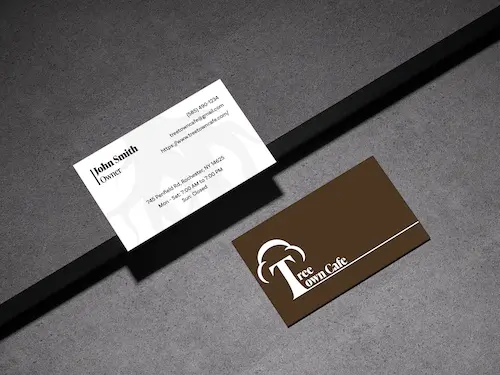 (585) 490-1234
treetowncafe@gmail.com
https://www.treetowncafe.com/
John Smith
Owner
745 Penfield Rd, Rochester, NY 14625
Mon - Sat: 7:00 AM to 7:00 PM
Sun: Closed
Tree
Town Cafe